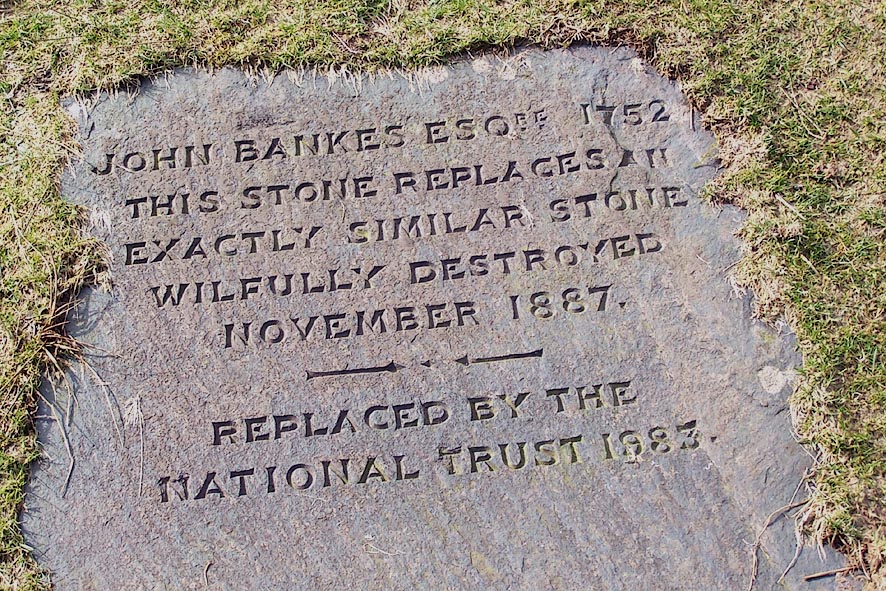 JOHN BANKES ESQRE 1752
THIS STONE REPLACES AN
EXACTLY SIMILAR STONE
WILFULLY DESTROYED
NOVEMBER 1887.
REPLACED BY THE
NATIONAL TRUST 1983.